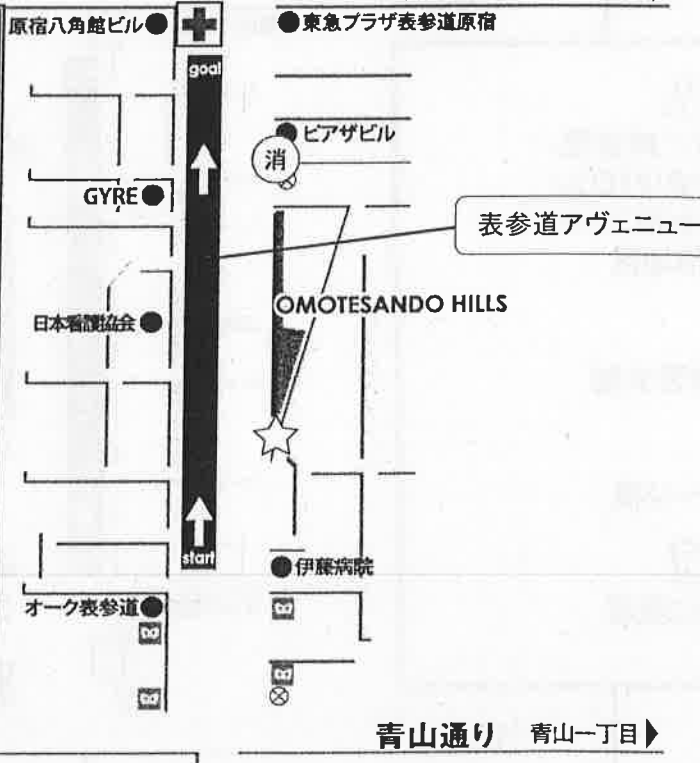 原宿八角館ビル
東急プラザ表参道原宿
goal
ピアザビル
消
GYRE
表参道アヴェニュー
OMOTESANDO HILLS
日本看護協会
start
伊藤病院
オーク表参道
青山通り 青山一丁目